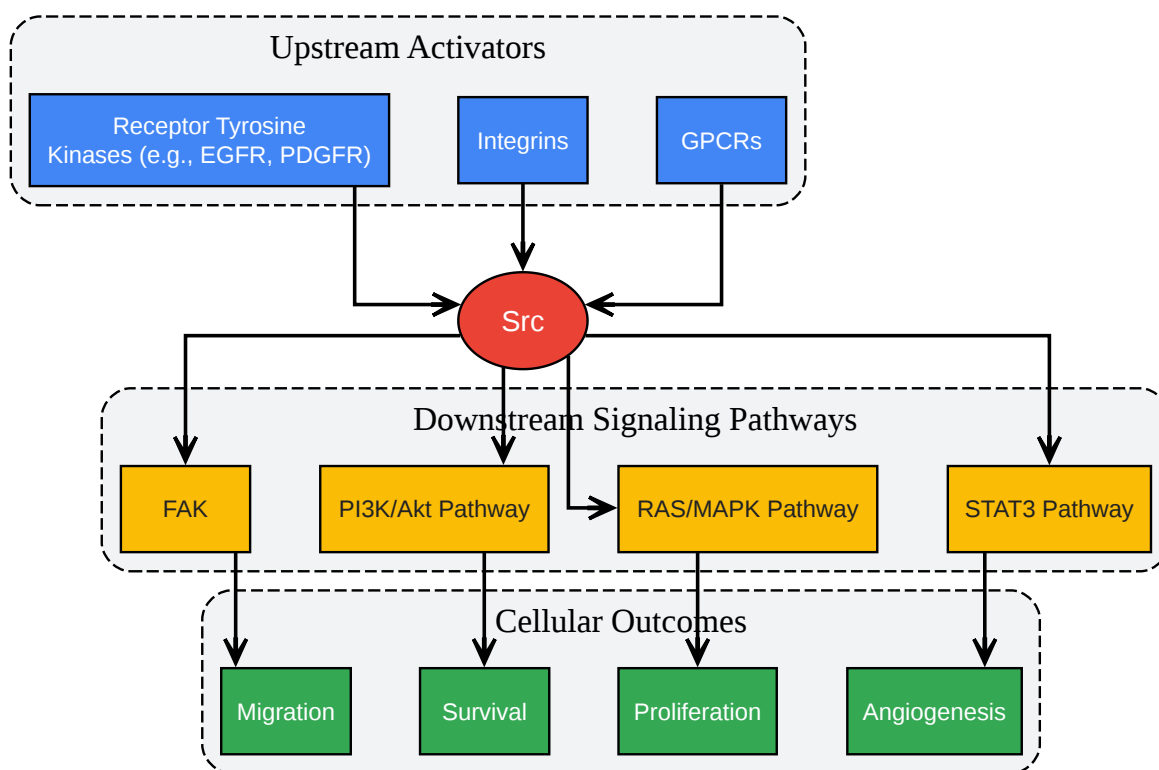 Upstream Activators
Receptor Tyrosine
Kinases (e.g., EGFR, PDGFR)
Integrins
GPCRs
Src
Downstream Signaling Pathways
FAK
PI3K/Akt Pathway
RAS/MAPK Pathway
STAT3 Pathway
Cellular Outcomes
Migration
Survival
Proliferation
Angiogenesis